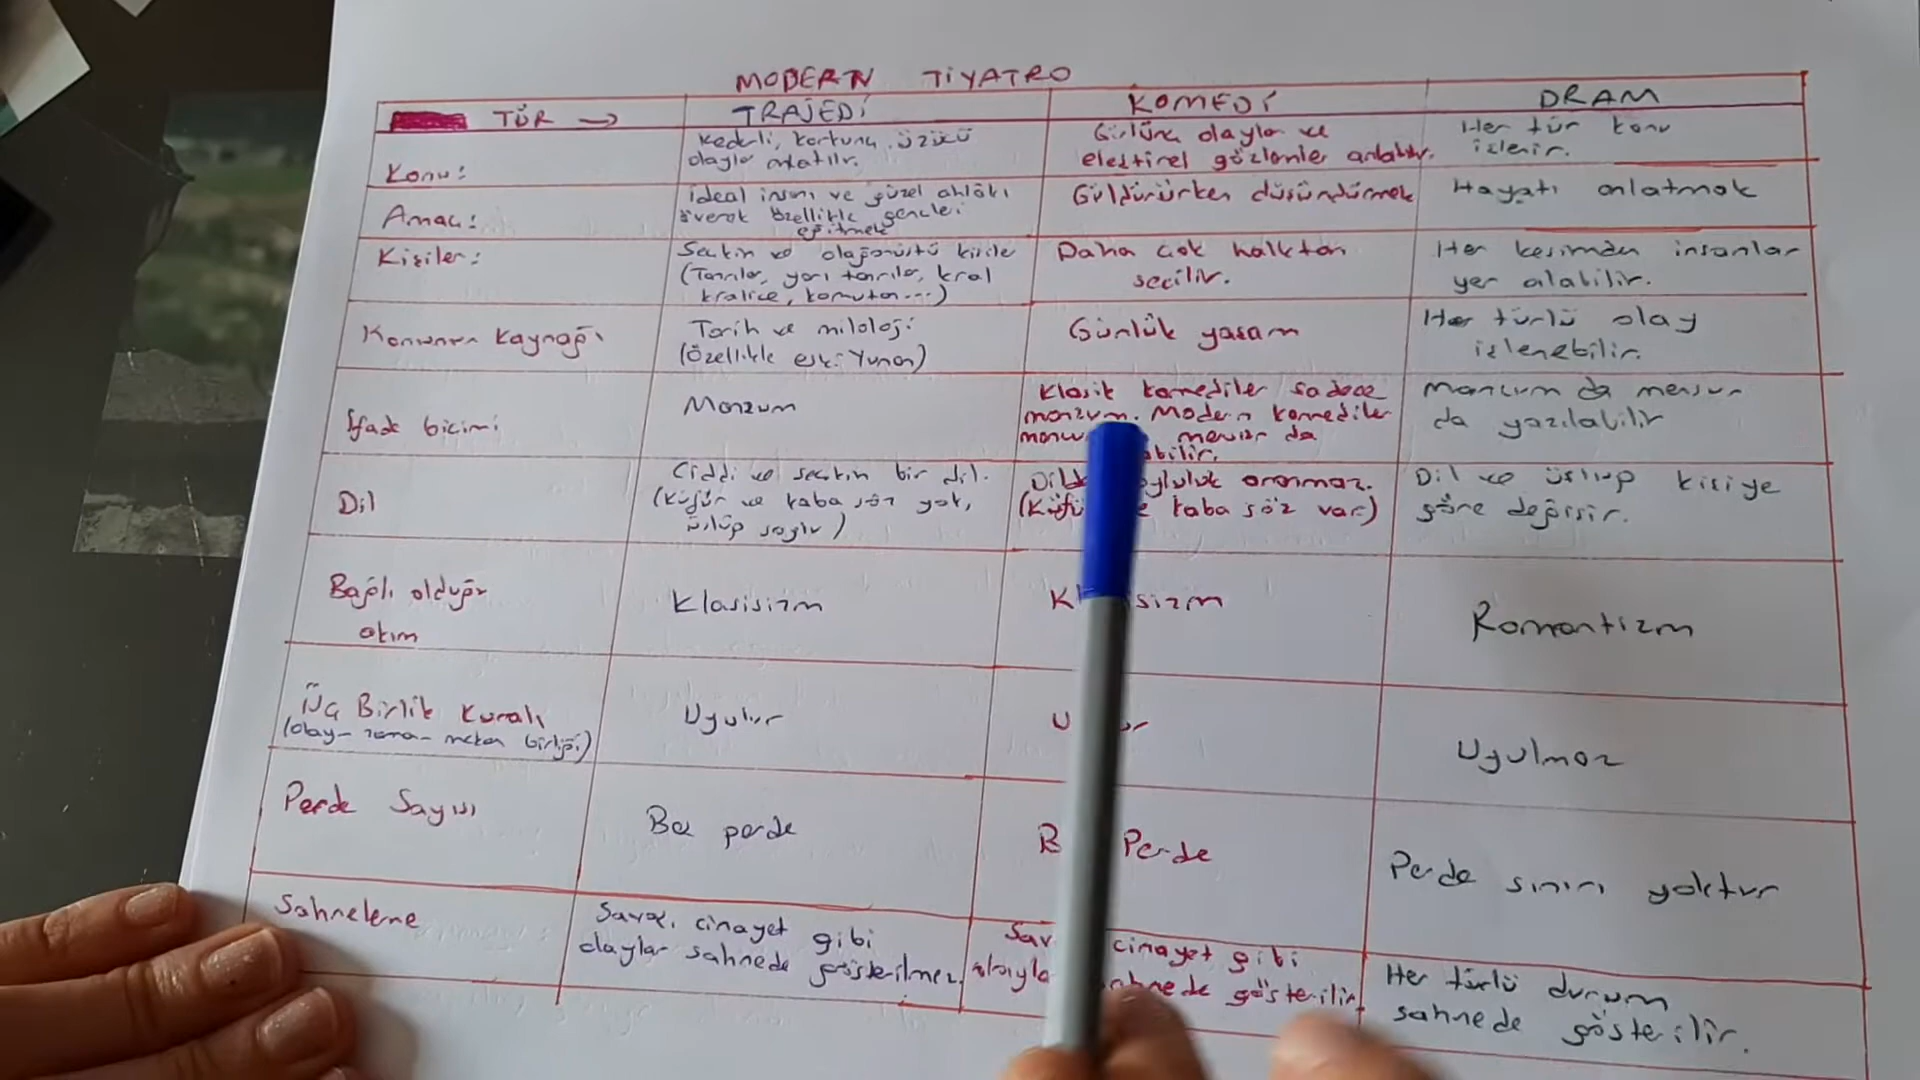 MODERN TİYATRO
TÜR → TRAJEDİ KOMEDİ DRAM
Konu:
Kederli, korkunç, üzücü
olaylar anlatılır.
Gülünç olaylar ve
eleştirel gözlemler anlatılır.
Her tür konu
izlenir.
Amaç:
İdeal insanı ve güzel ahlâkı
överek özellikle gençleri
eğitmek
Güldürürken düşündürmek
Hayatı anlatmak
Kişiler:
Seçkin ve olağanüstü kişiler
(Tanrılar, yarı tanrılar, kral
kraliçe, komutan...)
Daha çok halktan
seçilir.
Her kesimden insanlar
yer alabilir.
Konunun kaynağı
Tarih ve mitoloji
(Özellikle eski Yunan)
Günlük yaşam
Her türlü olay
izlenebilir.
İfade biçimi
Manzum
Klasik komediler sadece
manzum. Modern komediler
mensur da
Manzum da mensur
da yazılabilir
Dil
Ciddi ve seçkin bir dil.
(Küfür ve kaba söz yok,
üslup saylı)
aranmaz.
kaba söz var)
Dil ve üslup kişiye
göre değişir.
Bağlı olduğu
akım
Klasisizm
Romantizm
Üç Birlik Kuralı
(olay-zaman-mekan birliği)
Uyulur
Uyulmaz
Perde Sayısı
Beş perde
Perde
Perde sınırı yoktur
Sahneleme
Savaş, cinayet gibi
olaylar sahnede gösterilmez.
cinayet gibi
gösterilir
Her türlü durum
sahnede gösterilir.